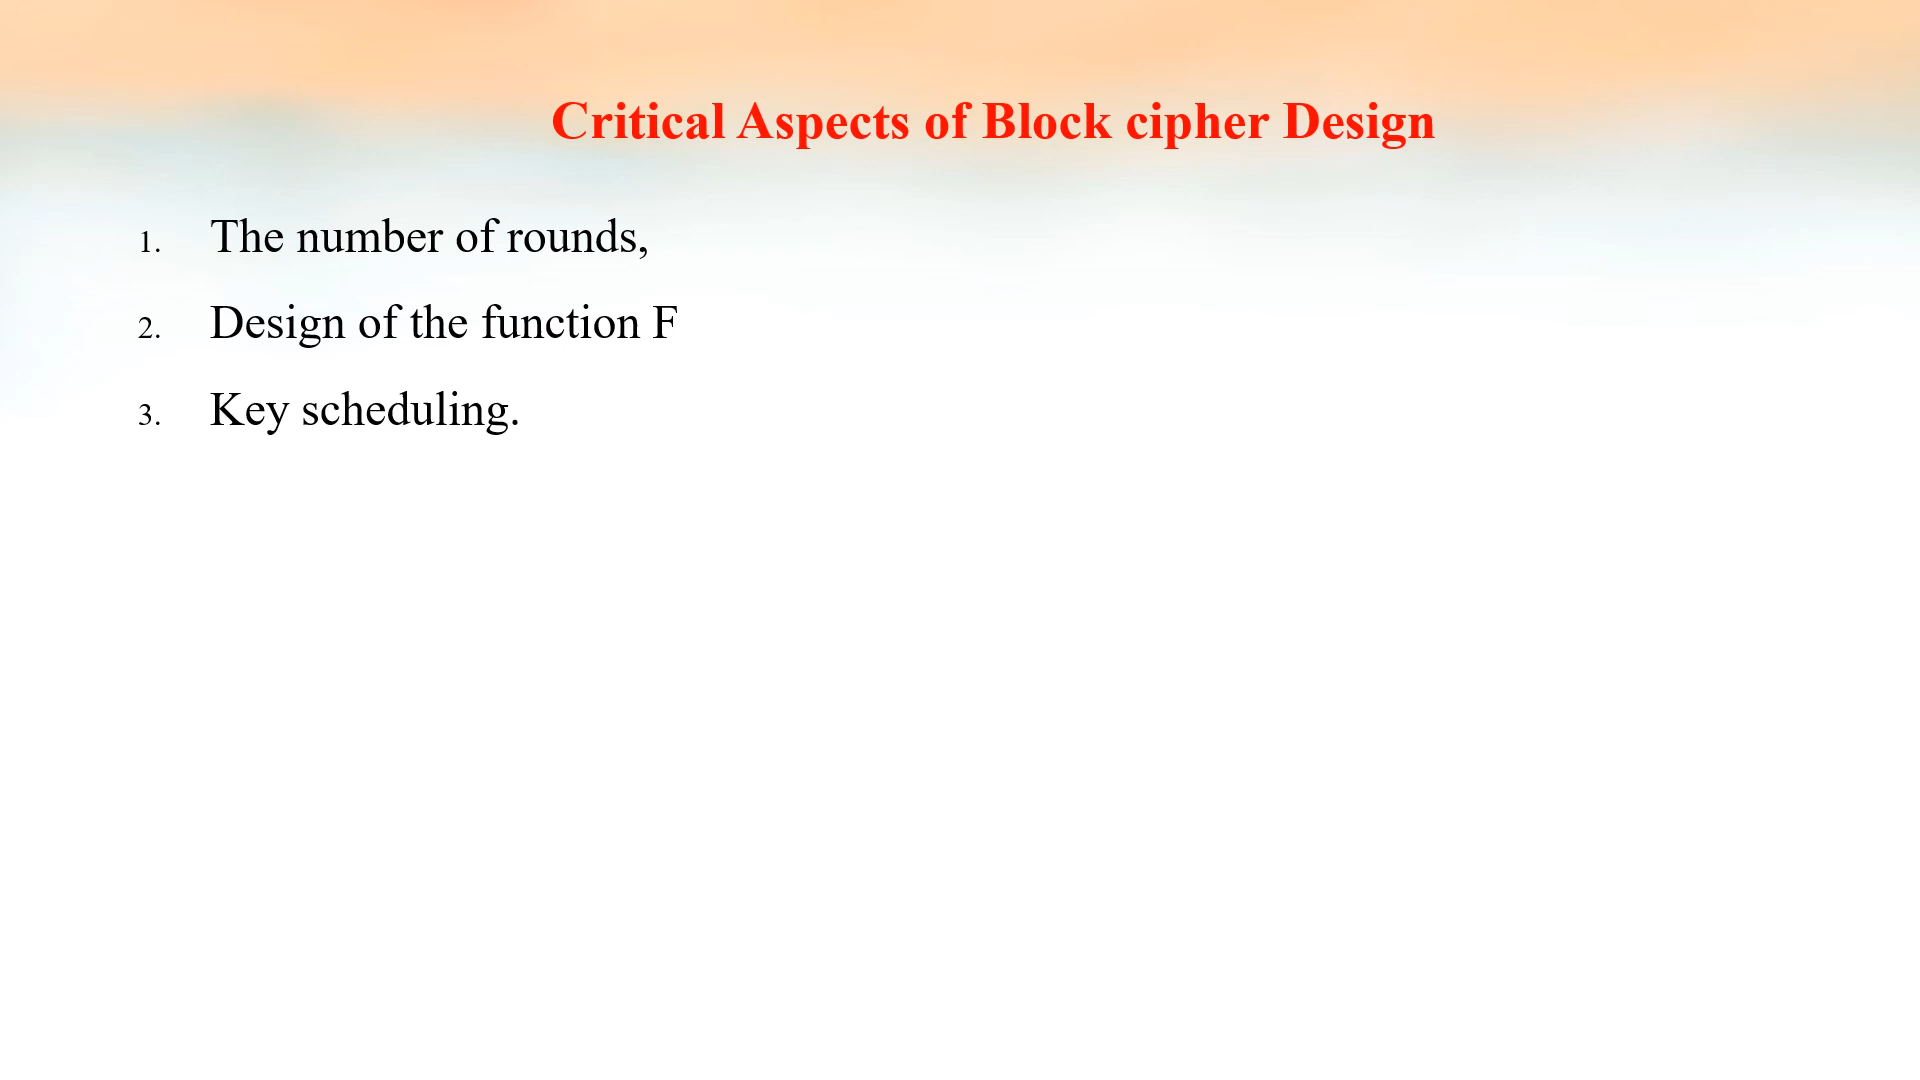 Critical Aspects of Block cipher Design
1. The number of rounds,
2. Design of the function F
3. Key scheduling.